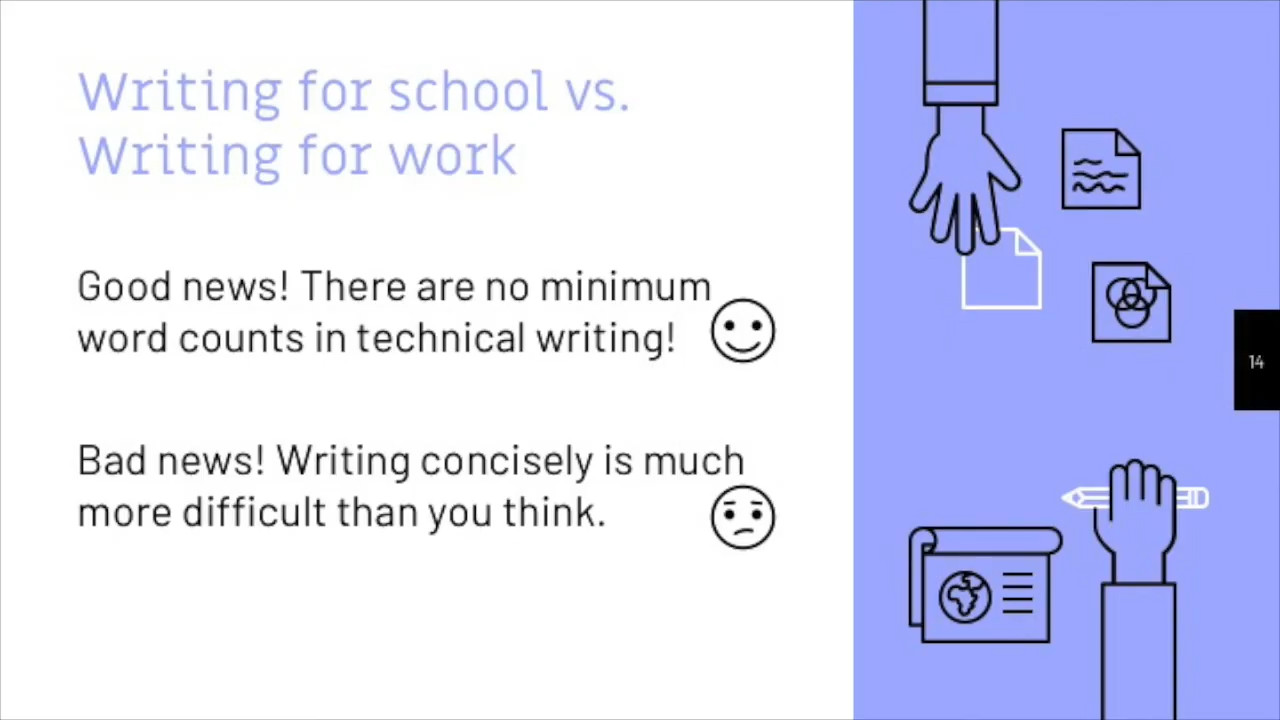 Writing for school vs.
Writing for work
Good news! There are no minimum
word counts in technical writing!
Bad news! Writing concisely is much
more difficult than you think.
14